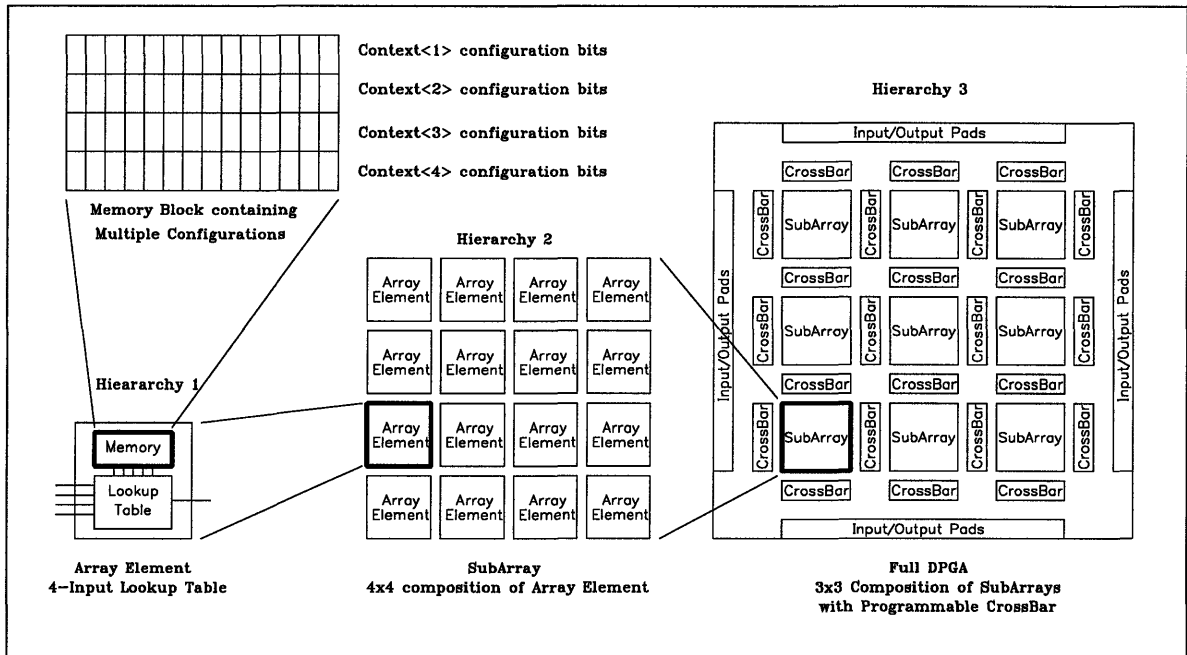 Context<1> configuration bits
Context<2> configuration bits
Context<3> configuration bits
Context<4> configuration bits
Memory Block containing
Multiple Configurations
Hieararchy 1
Memory
Lookup
Table
Array Element
4-Input Lookup Table
Hierarchy 2
Array Element Array Element Array Element Array Element
Array Element Array Element Array Element Array Element
Array Element Array Element Array Element Array Element
Array Element Array Element Array Element Array Element
SubArray
4x4 composition of Array Element
Hierarchy 3
Input/Output Pads
CrossBar CrossBar CrossBar
Input/Output Pads
CrossBar SubArray CrossBar SubArray CrossBar SubArray CrossBar
Input/Output Pads
CrossBar CrossBar CrossBar
CrossBar SubArray CrossBar SubArray CrossBar SubArray CrossBar
CrossBar CrossBar CrossBar
CrossBar SubArray CrossBar SubArray CrossBar SubArray CrossBar
CrossBar CrossBar CrossBar
Input/Output Pads
Full DPGA
3x3 Composition of SubArrays
with Programmable CrossBar